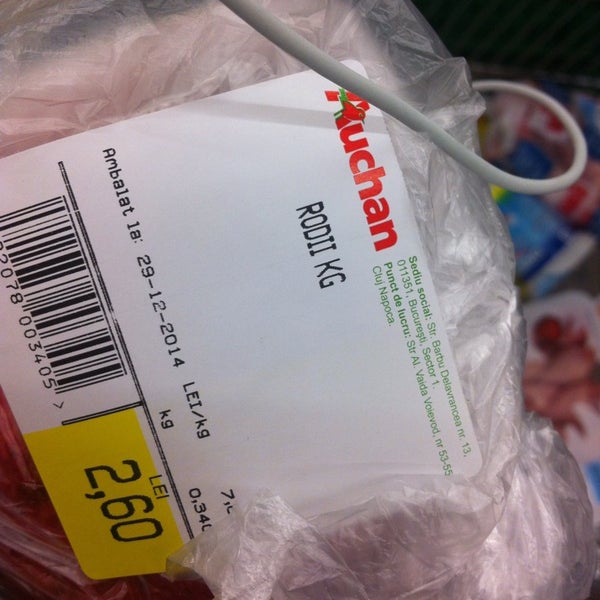 Auchan
Sediu social: Str. Barbu Delavrancea nr. 13,
011351, Bucureşti, Sector 1.
Punct de lucru: Str Al. Vaida Voievod, nr 53-55
Cluj Napoca.
RODII KG
Ambalat la: 29-12-2014 LEI/kg
kg
LEI
2,60